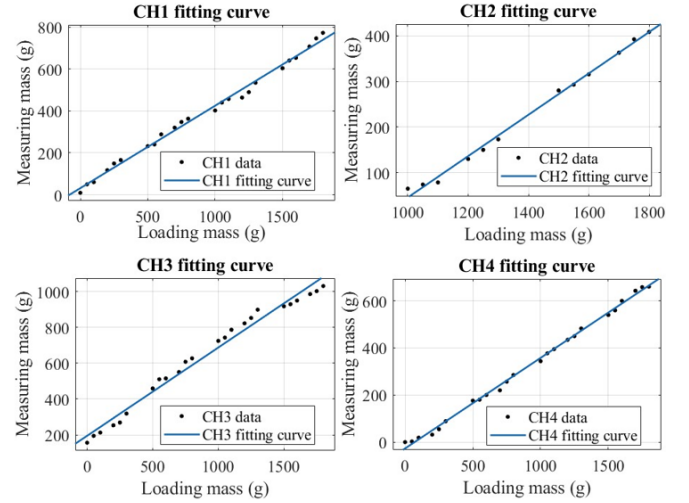 CH1 fitting curve
Measuring mass (g)
800
600
400
200
0
CH1 data
CH1 fitting curve
0 500 1000 1500
Loading mass (g)
CH2 fitting curve
Measuring mass (g)
400
300
200
100
CH2 data
CH2 fitting curve
1000 1200 1400 1600 1800
Loading mass (g)
CH3 fitting curve
Measuring mass (g)
1000
800
600
400
200
CH3 data
CH3 fitting curve
0 500 1000 1500
Loading mass (g)
CH4 fitting curve
Measuring mass (g)
600
400
200
0
CH4 data
CH4 fitting curve
0 500 1000 1500
Loading mass (g)